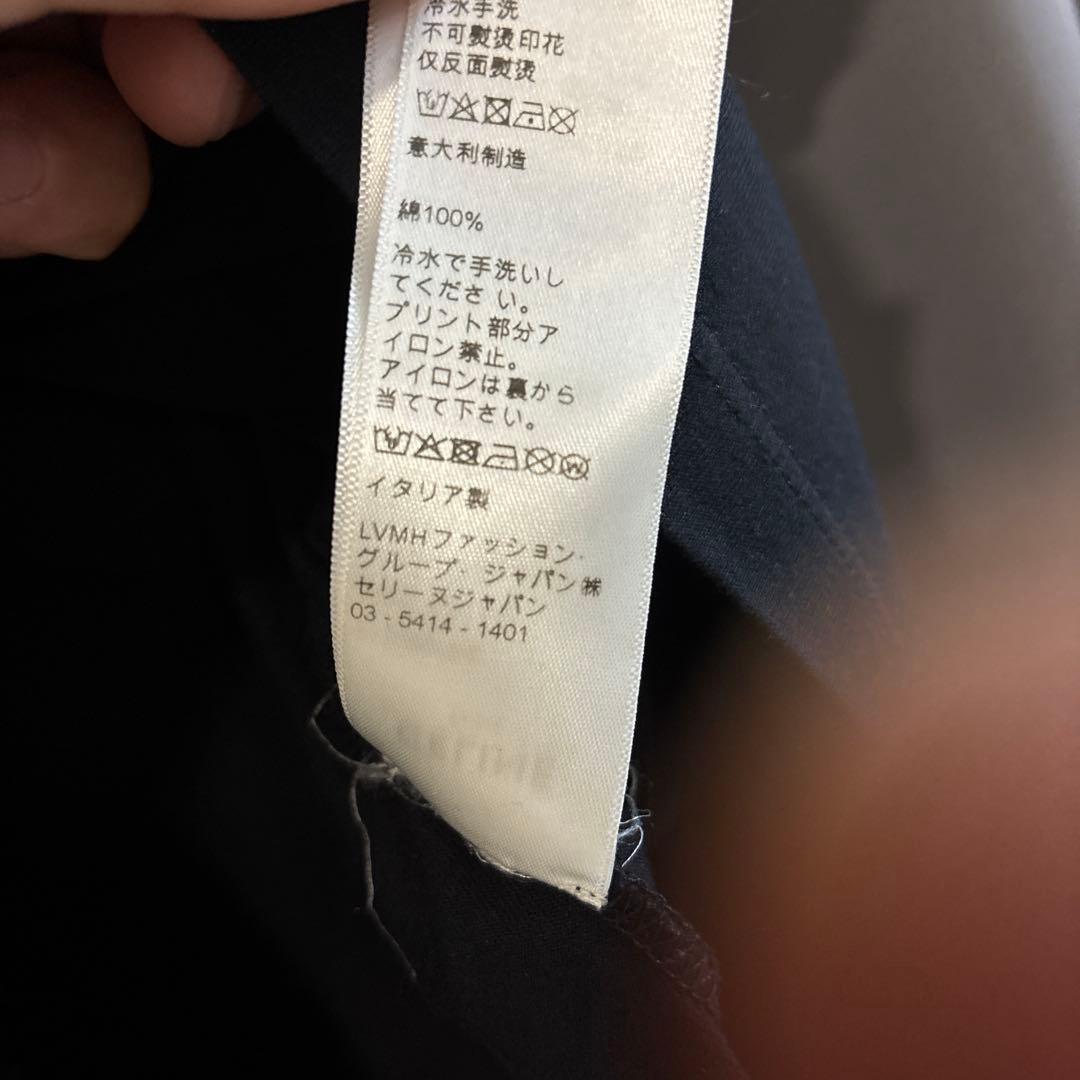 冷水手洗
不可熨烫印花
仅反面熨烫
意大利制造
綿100%
冷水で手洗いし
てください。
プリント部分ア
イロン禁止。
アイロンは裏から
当てて下さい。
イタリア製
LVMHファッション・
グループ・ジャパン㈱
セリーヌジャパン
03 - 5414 - 1401